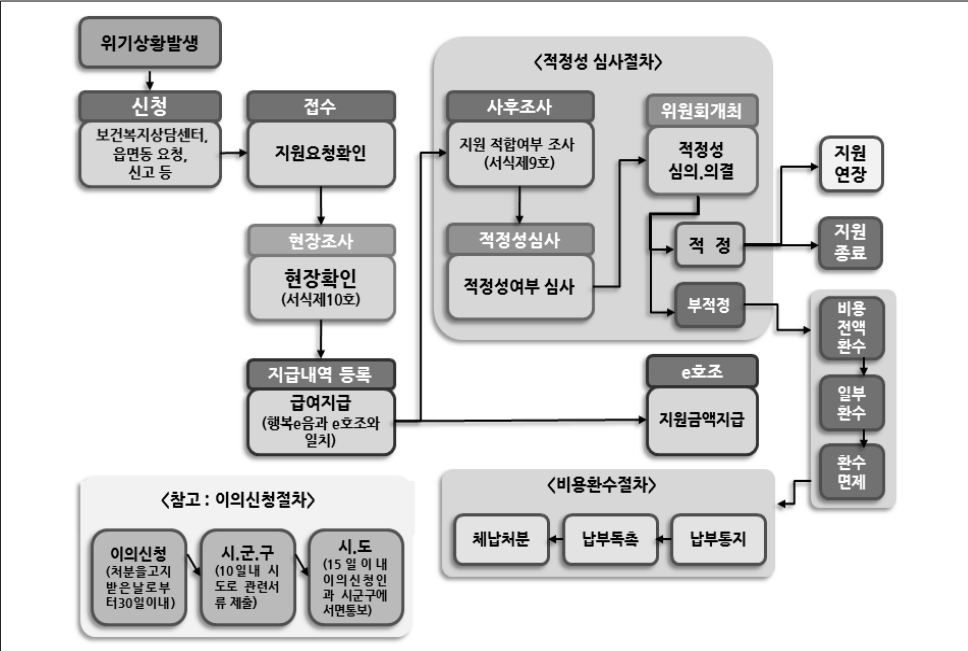 위기상황발생
신청
보건복지상담센터,
읍면동 요청,
신고 등
접수
지원요청확인
현장조사
현장확인
(서식제10호)
지급내역 등록
급여지급
(행복e음과 e호조와
일치)
<적정성 심사절차>
사후조사
지원 적합여부 조사
(서식제9호)
적정성심사
적정성여부 심사
위원회개최
적정성
심의.의결
적 정
부적정
지원
연장
지원
종료
비용
전액
환수
일부
환수
환수
면제
e호조
지원금액지급
<비용환수절차>
체납처분
납부독촉
납부통지
<참고 : 이의신청절차>
이의신청
(처분을고지
받은날로부
터30일이내)
시.군.구
(10일내 시
도로 관련서
류 제출)
시.도
(15일이내
이의신청인
과 시군구에
서면통보)